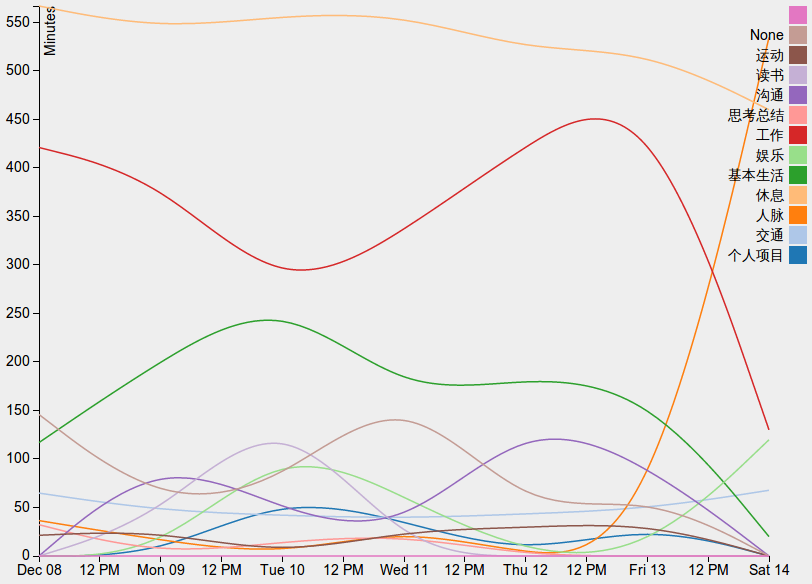 Minutes
550
500
450
400
350
300
250
200
150
100
50
0
Dec 08
12 PM
Mon 09
12 PM
Tue 10
12 PM
Wed 11
12 PM
Thu 12
12 PM
Fri 13
12 PM
Sat 14
None
运动
读书
沟通
思考总结
工作
娱乐
基本生活
休息
人脉
交通
个人项目